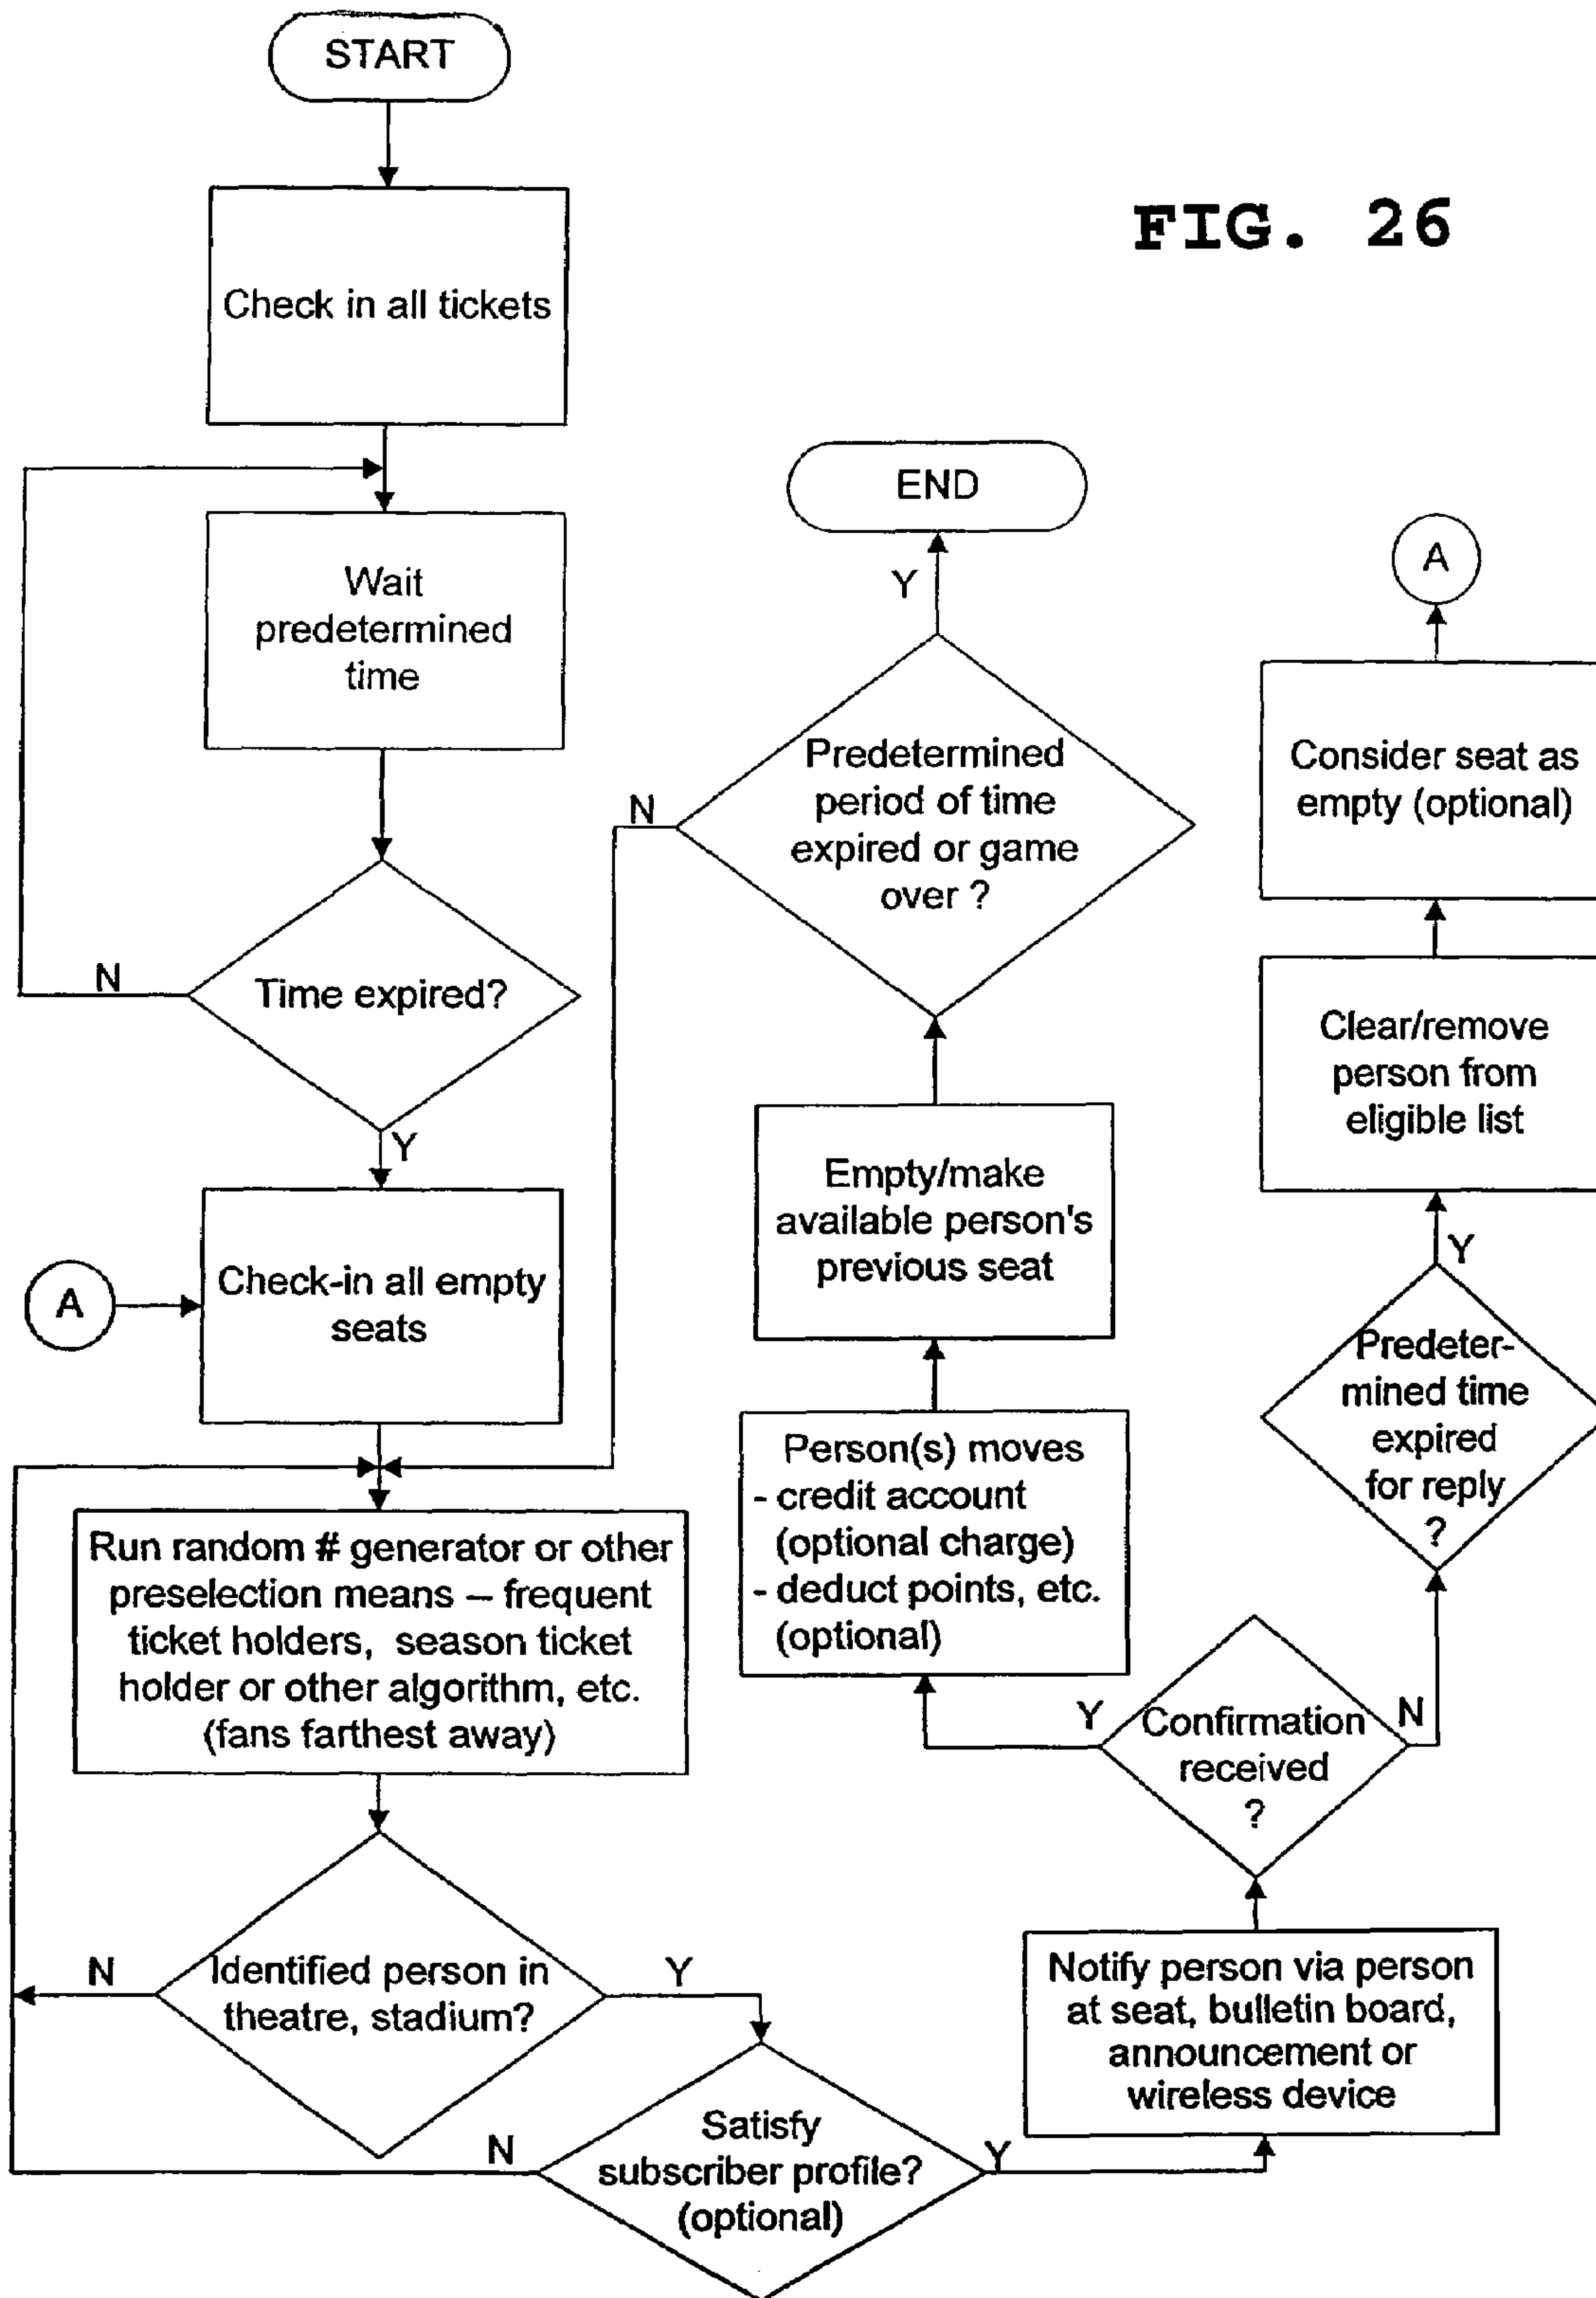 START
FIG. 26
Check in all tickets
Wait
predetermined
time
Time expired?
N
Y
A
Check-in all empty
seats
Run random # generator or other
preselection means – frequent
ticket holders, season ticket
holder or other algorithm, etc.
(fans farthest away)
Identified person in
theatre, stadium?
N
Y
Satisfy
subscriber profile?
(optional)
N
Y
Notify person via person
at seat, bulletin board,
announcement or
wireless device
Confirmation
received
?
Y
N
Person(s) moves
- credit account
(optional charge)
- deduct points, etc.
(optional)
Empty/make
available person's
previous seat
Predetermined
period of time
expired or game
over ?
N
Y
END
Predeter-
mined time
expired
for reply
?
Y
Clear/remove
person from
eligible list
Consider seat as
empty (optional)
A